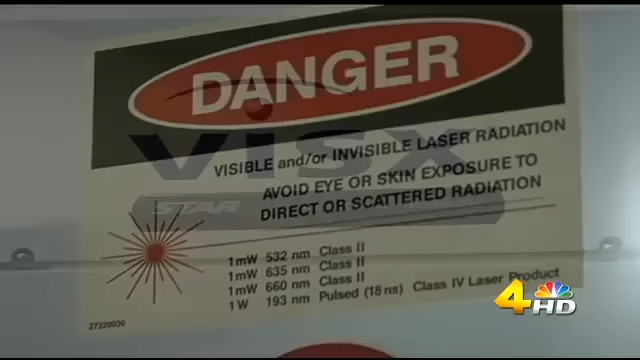 DANGER
VISX
VISIBLE and/or INVISIBLE LASER RADIATION
AVOID EYE OR SKIN EXPOSURE TO
STAR
DIRECT OR SCATTERED RADIATION
1mW 532 nm Class II
1mW 635 nm Class II
1mW 660 nm Class II
1W 193 nm Pulsed (18 ns) Class IV Laser Product
4HD
27320030